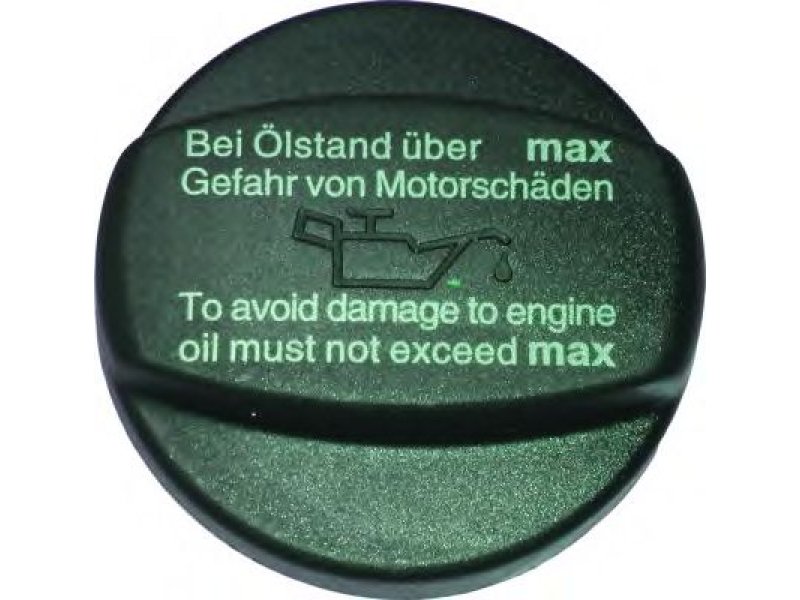 Bei Ölstand über max
Gefahr von Motorschäden
To avoid damage to engine
oil must not exceed max